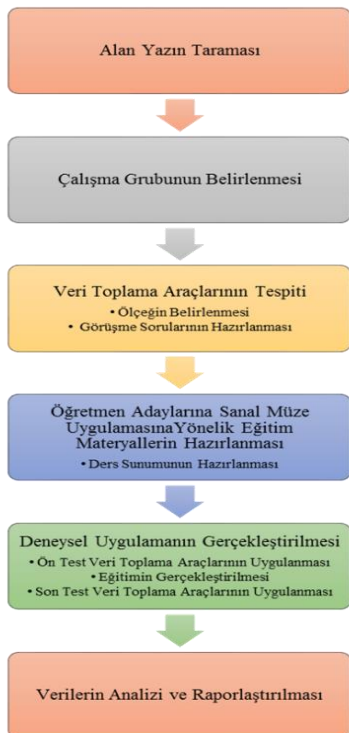 Alan Yazın Taraması
Çalışma Grubunun Belirlenmesi
Veri Toplama Araçlarının Tespiti
• Ölçeğin Belirlenmesi
• Görüşme Sorularının Hazırlanması
Öğretmen Adaylarına Sanal Müze
UygulamasınaYönelik Eğitim
Materyallerin Hazırlanması
• Ders Sunumunun Hazırlanması
Deneysel Uygulamanın Gerçekleştirilmesi
• Ön Test Veri Toplama Araçlarının Uygulanması
• Eğitimin Gerçekleştirilmesi
• Son Test Veri Toplama Araçlarının Uygulanması
Verilerin Analizi ve Raporlaştırılması